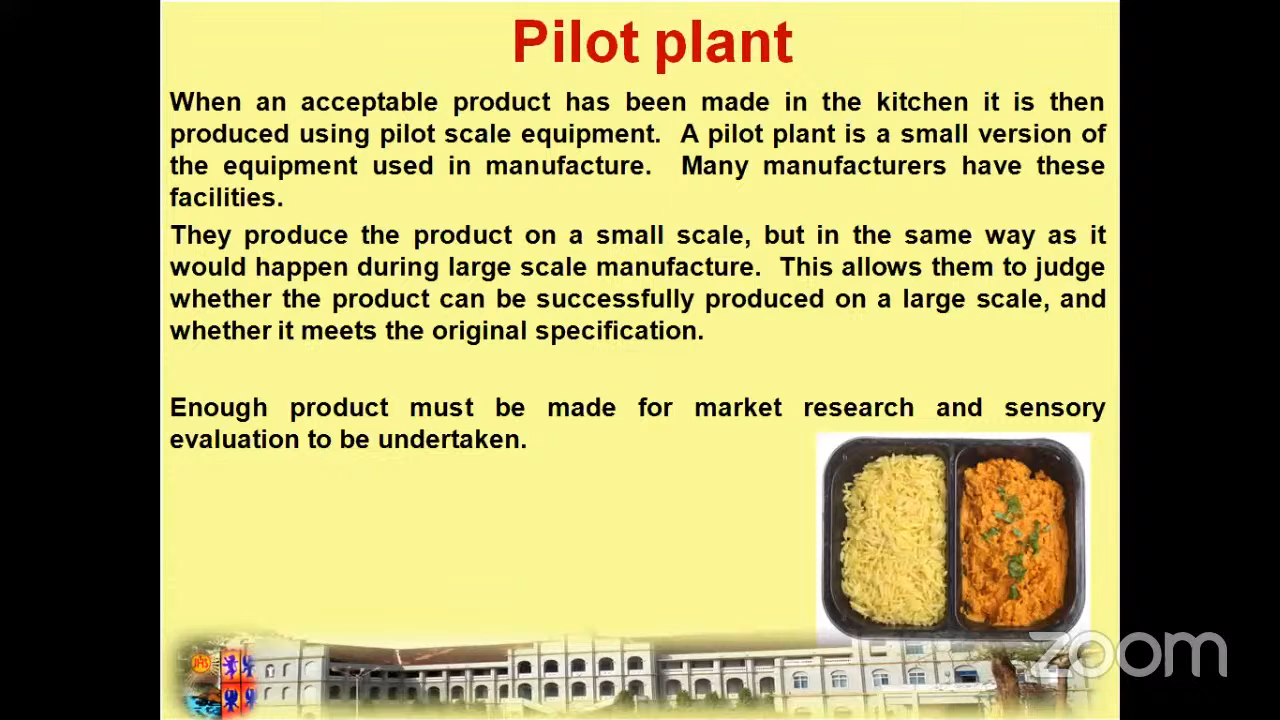 Pilot plant
When an acceptable product has been made in the kitchen it is then
produced using pilot scale equipment. A pilot plant is a small version of
the equipment used in manufacture. Many manufacturers have these
facilities.
They produce the product on a small scale, but in the same way as it
would happen during large scale manufacture. This allows them to judge
whether the product can be successfully produced on a large scale, and
whether it meets the original specification.
Enough product must be made for market research and sensory
evaluation to be undertaken.
zoom